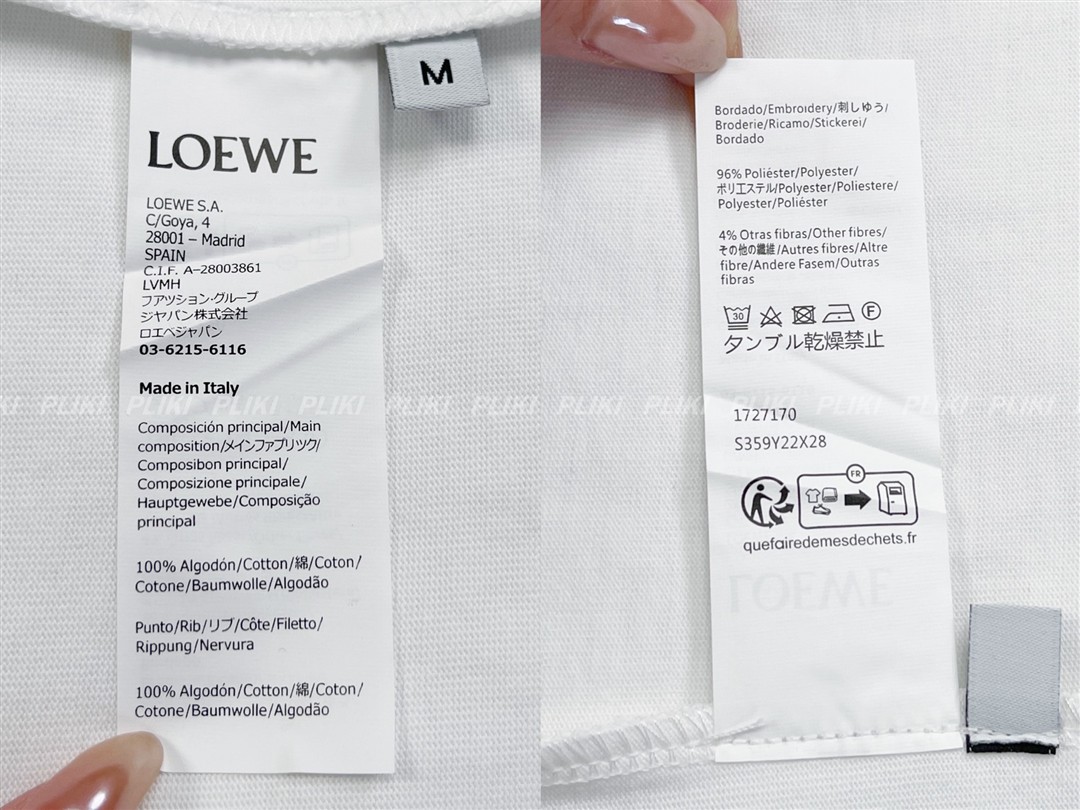 M
LOEWE
LOEWE S.A.
C/Goya, 4
28001 – Madrid
SPAIN
C.I.F. A–28003861
LVMH
ファツション·グループ
ジャパン株式会社
ロエベジャパン
03-6215-6116
Made in Italy
PLIKI PLIKI PLIKI PLIKI PLIKI PLIKI PLIKI PLIKI PLIKI PLIKI PLIKI
Composición principal/Main
composition/メインファブリツク/
Composibon principal/
Composizione principale/
Hauptgewebe/Composição
principal
100% Algodón/Cotton/綿/Coton/
Cotone/Baumwolle/Algodão
Punto/Rib/リブ/Côte/Filetto/
Rippung/Nervura
100% Algodón/Cotton/綿/Coton/
Cotone/Baumwolle/Algodão
Bordado/Embroidery/刺しゆう/
Broderie/Ricamo/Stickerei/
Bordado
96% Poliéster/Polyester/
ポリエステル/Polyester/Poliestere/
Polyester/Poliéster
4% Otras fibras/Other fibres/
その他の繊維/Autres fibres/Altre
fibre/Andere Fasem/Outras
fibras
30
F
タンブル乾燥禁止
1727170
S359Y22X28
FR
quefairedemesdechets.fr
LOEWE